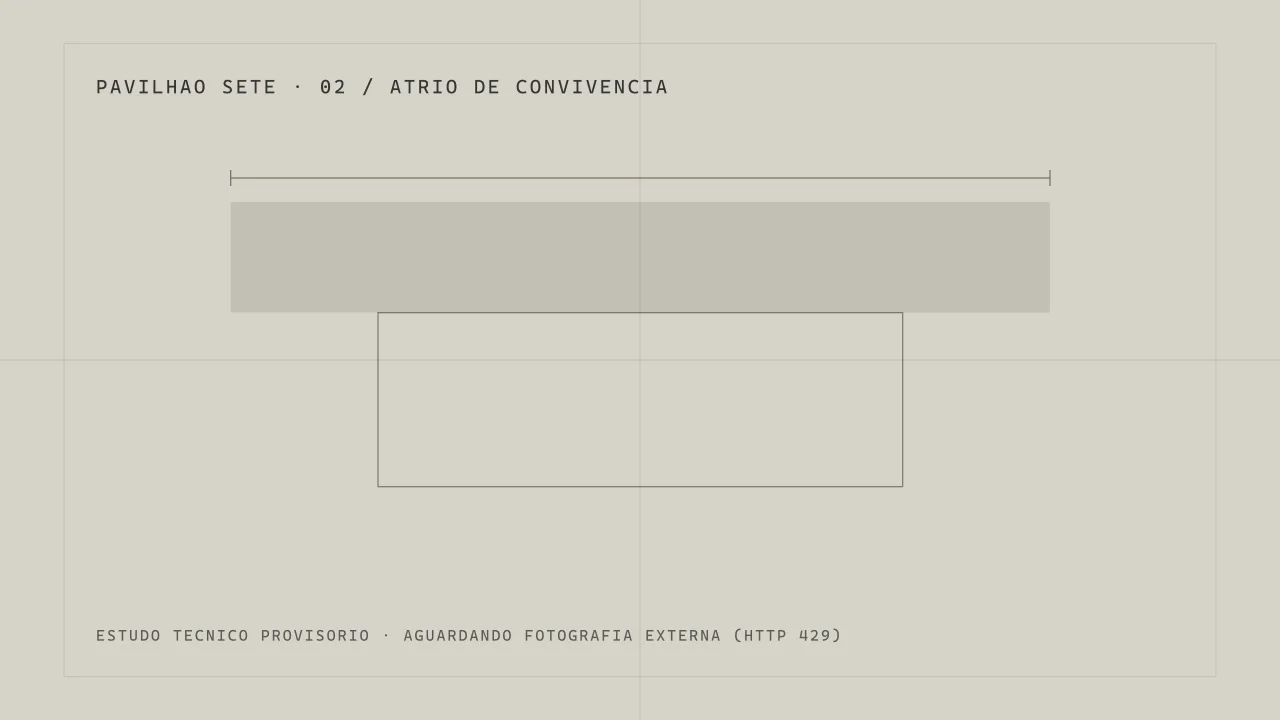 PAVILHAO SETE · 02 / ATRIO DE CONVIVENCIA
ESTUDO TECNICO PROVISORIO · AGUARDANDO FOTOGRAFIA EXTERNA (HTTP 429)